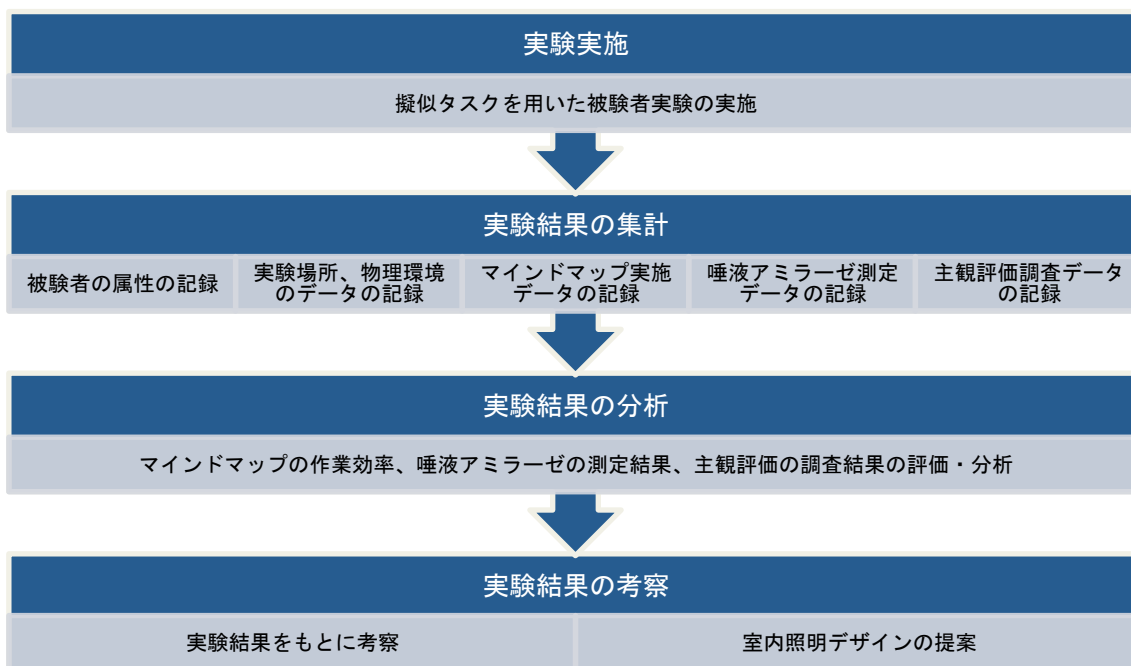 実験実施
擬似タスクを用いた被験者実験の実施
実験結果の集計
被験者の属性の記録
実験場所、物理環境
のデータの記録
マインドマップ実施
データの記録
唾液アミラーゼ測定
データの記録
主観評価調査データ
の記録
実験結果の分析
マインドマップの作業効率、唾液アミラーゼの測定結果、主観評価の調査結果の評価・分析
実験結果の考察
実験結果をもとに考察
室内照明デザインの提案